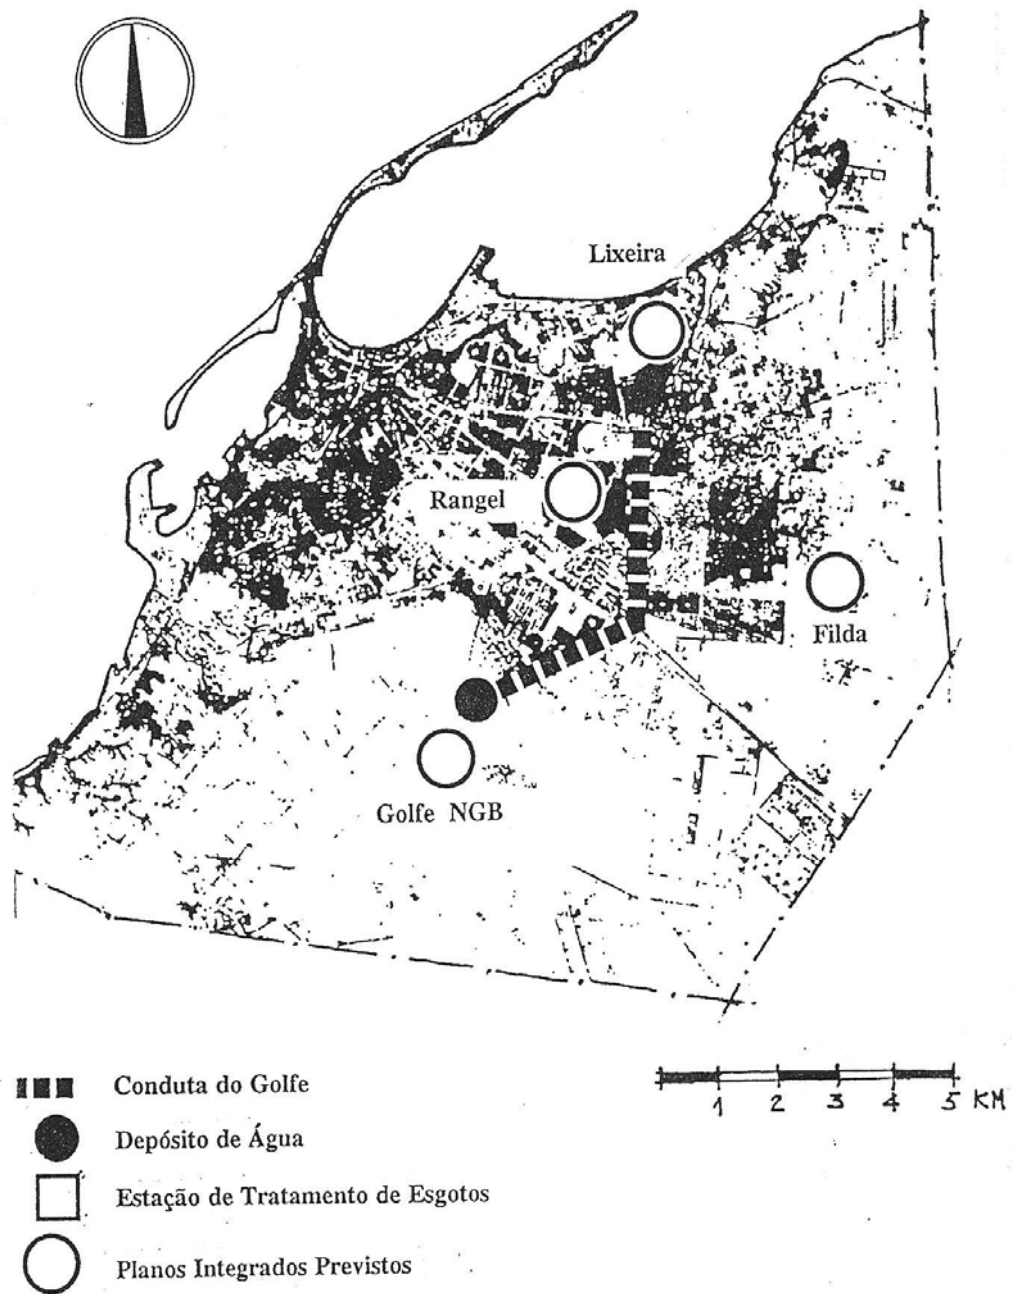 Lixeira
Rangel
Filda
Golfe NGB
Conduta do Golfe
1 2 3 4 5 KM
Depósito de Água
Estação de Tratamento de Esgotos
Planos Integrados Previstos